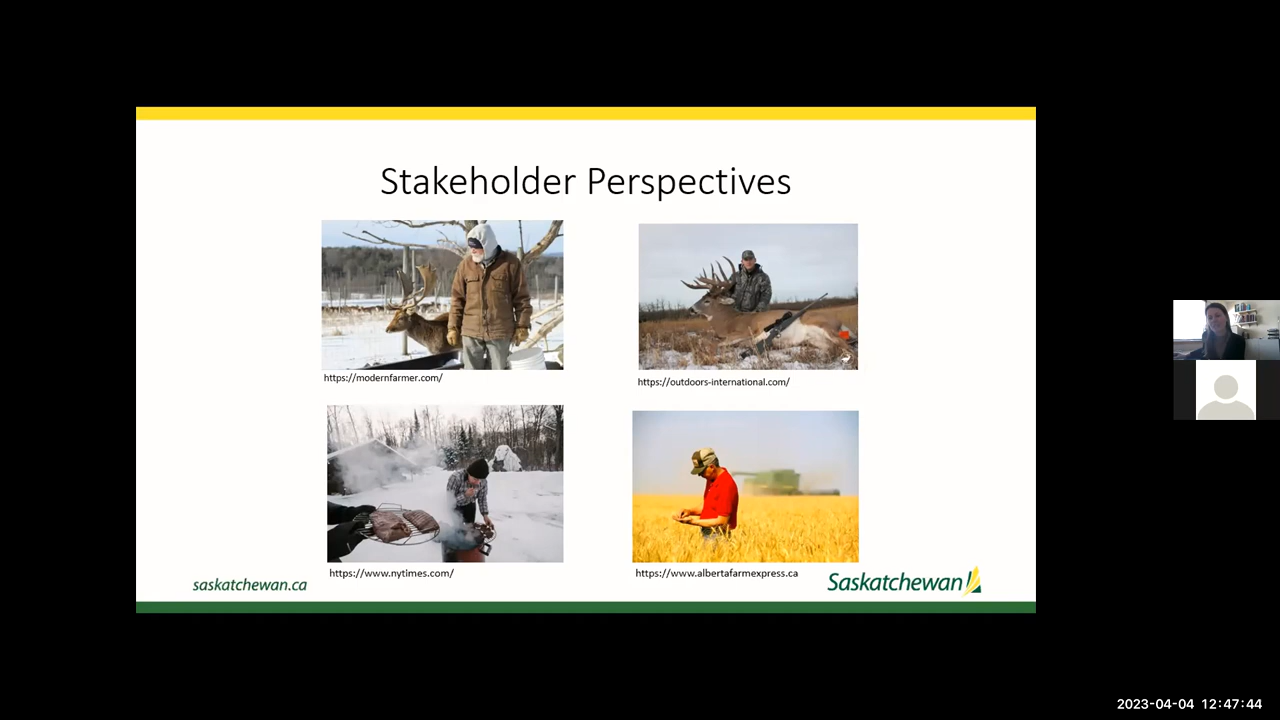 Stakeholder Perspectives
https://modernfarmer.com/
https://outdoors-international.com/
https://www.nytimes.com/
https://www.albertafarmexpress.ca
saskatchewan.ca
Saskatchewan
2023-04-04 12:47:44